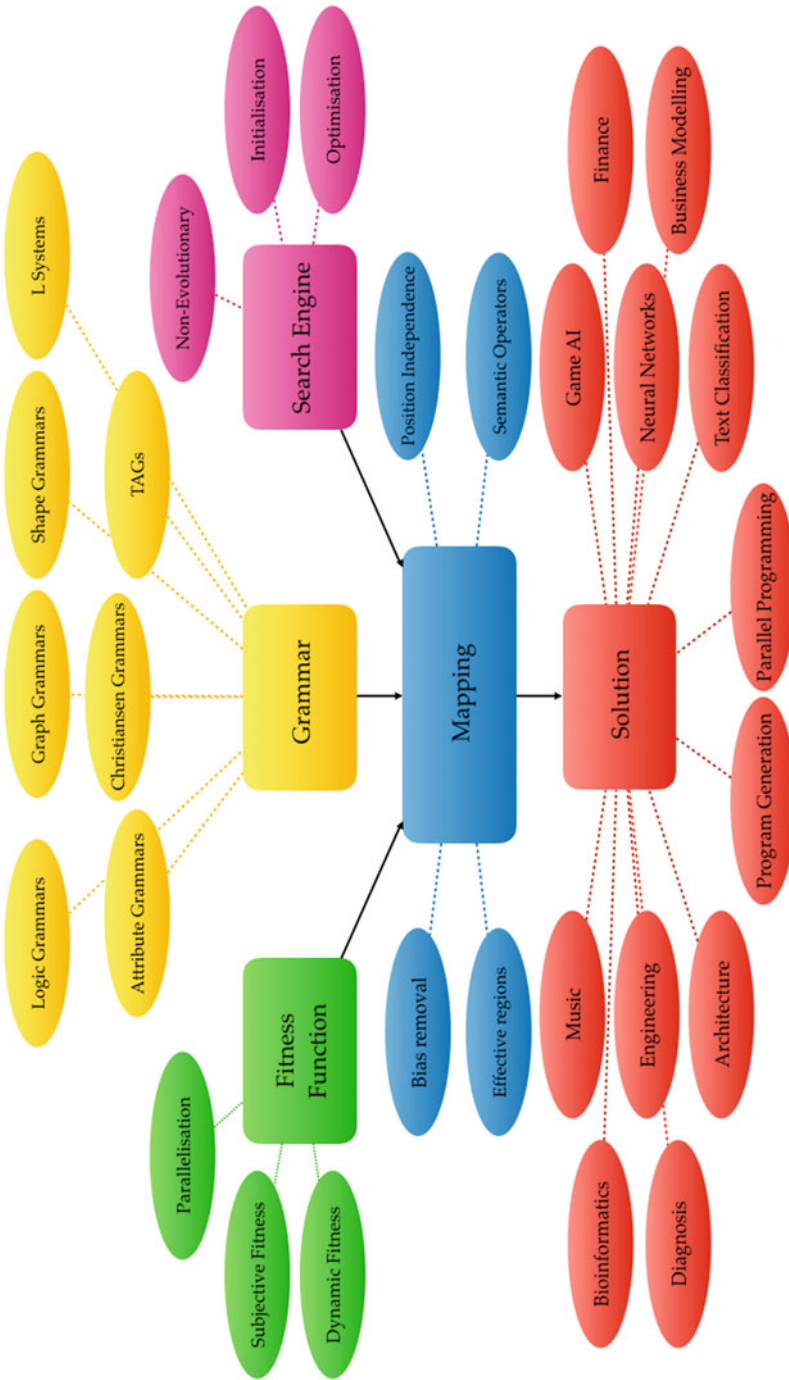 Logic Grammars
Graph Grammars
Shape Grammars
L Systems
Attribute Grammars
Christiansen Grammars
TAGs
Parallelisation
Non-Evolutionary
Subjective Fitness
Initialisation
Fitness
Function
Grammar
Search Engine
Dynamic Fitness
Optimisation
Bias removal
Position Independence
Mapping
Effective regions
Semantic Operators
Music
Game AI
Bioinformatics
Finance
Solution
Engineering
Neural Networks
Diagnosis
Business Modelling
Architecture
Text Classification
Program Generation
Parallel Programming